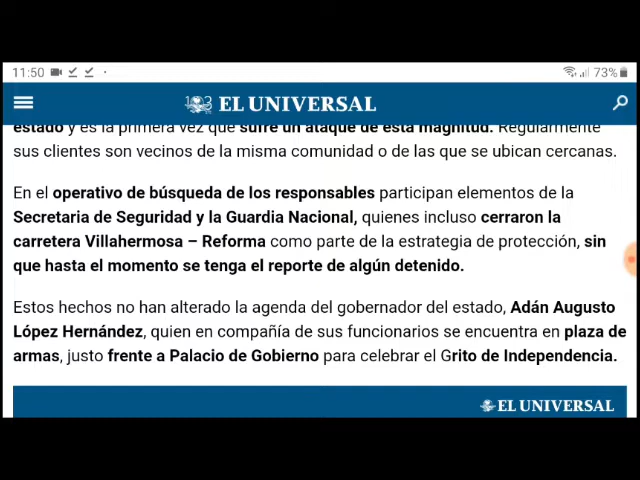 11:50
73%
103 EL UNIVERSAL
estado y es la primera vez que sufre un ataque de esta magnitud. Regularmente
sus clientes son vecinos de la misma comunidad o de las que se ubican cercanas.
En el operativo de búsqueda de los responsables participan elementos de la
Secretaria de Seguridad y la Guardia Nacional, quienes incluso cerraron la
carretera Villahermosa – Reforma como parte de la estrategia de protección, sin
que hasta el momento se tenga el reporte de algún detenido.
Estos hechos no han alterado la agenda del gobernador del estado, Adán Augusto
López Hernández, quien en compañía de sus funcionarios se encuentra en plaza de
armas, justo frente a Palacio de Gobierno para celebrar el Grito de Independencia.
EL UNIVERSAL